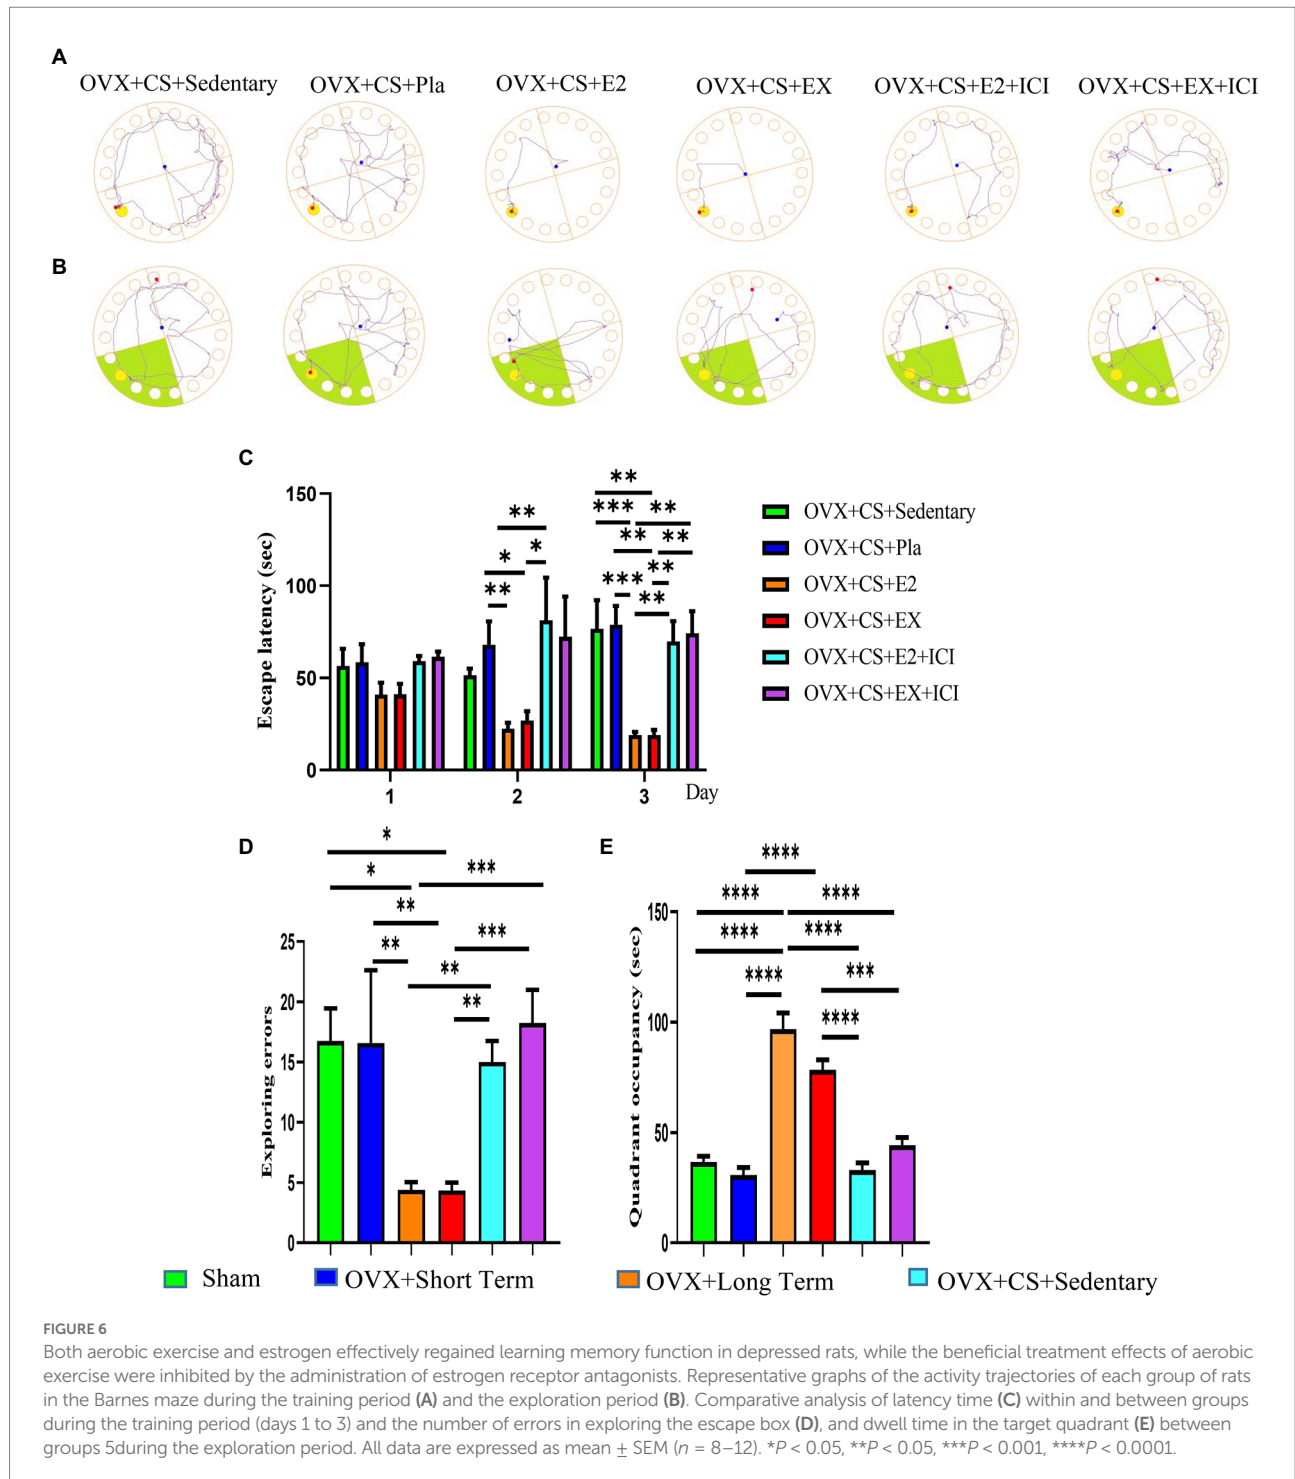 A
OVX+CS+Sedentary OVX+CS+Pla OVX+CS+E2 OVX+CS+EX OVX+CS+E2+ICI OVX+CS+EX+ICI
B
C
Escape latency (sec)
150
100
50
0
1 2 3 Day
** * ** * ** *** ** ** *** ** ** ** **
OVX+CS+Sedentary
OVX+CS+Pla
OVX+CS+E2
OVX+CS+EX
OVX+CS+E2+ICI
OVX+CS+EX+ICI
D
Exploring errors
25
20
15
10
5
0
*
* ***
**
** ***
**
**
E
Quadrant occupancy (sec)
150
100
50
0
****
**** ****
**** ****
**** ***
****
Sham OVX+Short Term OVX+Long Term OVX+CS+Sedentary
FIGURE 6
Both aerobic exercise and estrogen effectively regained learning memory function in depressed rats, while the beneficial treatment effects of aerobic
exercise were inhibited by the administration of estrogen receptor antagonists. Representative graphs of the activity trajectories of each group of rats
in the Barnes maze during the training period (A) and the exploration period (B). Comparative analysis of latency time (C) within and between groups
during the training period (days 1 to 3) and the number of errors in exploring the escape box (D), and dwell time in the target quadrant (E) between
groups 5during the exploration period. All data are expressed as mean ± SEM (n = 8–12). *P < 0.05, **P < 0.05, ***P < 0.001, ****P < 0.0001.